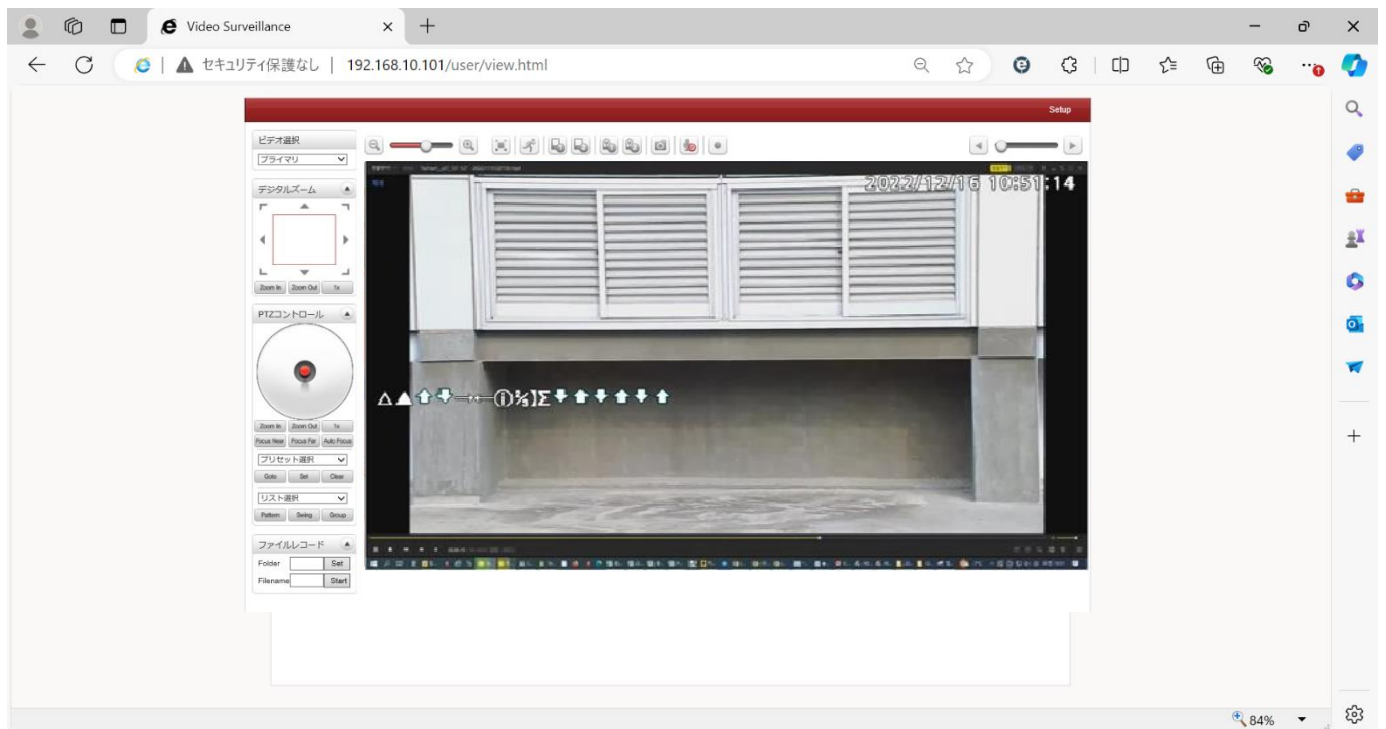 Video Surveillance
セキュリティ保護なし | 192.168.10.101/user/view.html
Setup
ビデオ選択
プライマリ
デジタルズーム
Zoom In Zoom Out 1x
PTZコントロール
Zoom In Zoom Out 1x
Focus Near Focus Far Auto Focus
プリセット選択
Goto Set Clear
リスト選択
Pattern Swing Group
ファイルレコード
Folder Set
Filename Start
2022/12/16 10:51:14
84%